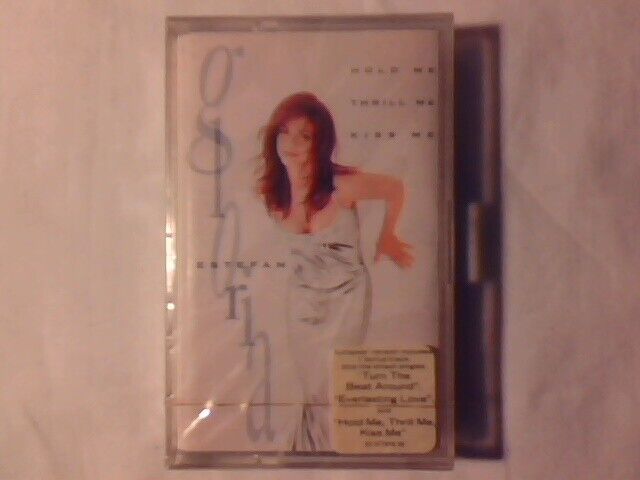 HOLD ME
THRILL ME
KISS ME
gloria
ESTEFAN
Turn The
Beat Around"
"Everlasting Love"
and
"Hold Me, Thrill Me,
Kiss Me"